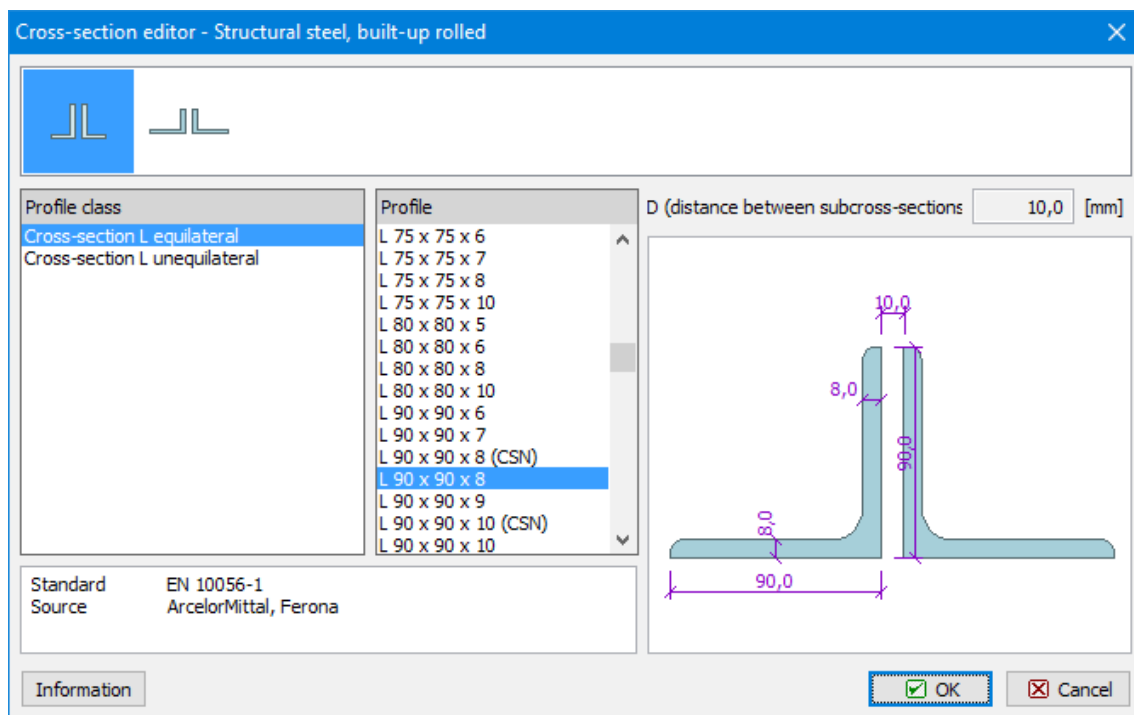 Cross-section editor - Structural steel, built-up rolled
Profile class
Cross-section L equilateral
Cross-section L unequilateral
Profile
L 75 x 75 x 6
L 75 x 75 x 7
L 75 x 75 x 8
L 75 x 75 x 10
L 80 x 80 x 5
L 80 x 80 x 6
L 80 x 80 x 8
L 80 x 80 x 10
L 90 x 90 x 6
L 90 x 90 x 7
L 90 x 90 x 8 (CSN)
L 90 x 90 x 8
L 90 x 90 x 9
L 90 x 90 x 10 (CSN)
L 90 x 90 x 10
D (distance between subcross-sections 10,0 [mm]
10,0
8,0
90,0
8,0
90,0
Standard EN 10056-1
Source ArcelorMittal, Ferona
Information
OK
Cancel